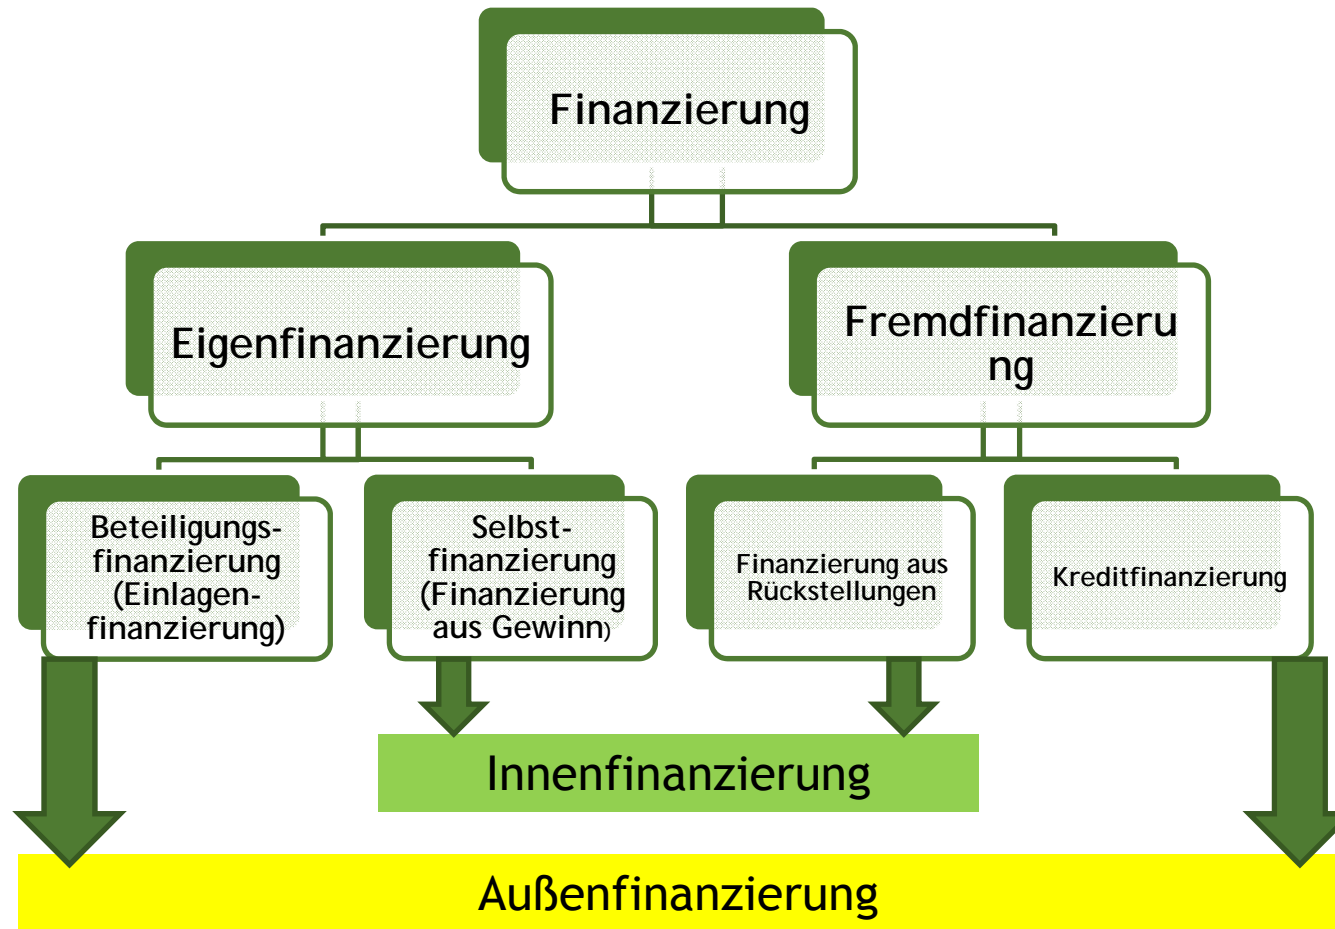 Finanzierung
Eigenfinanzierung
Fremdfinanzieru
ng
Beteiligungs-
finanzierung
(Einlagen-
finanzierung)
Selbst-
finanzierung
(Finanzierung
aus Gewinn)
Finanzierung aus
Rückstellungen
Kreditfinanzierung
Innenfinanzierung
Außenfinanzierung